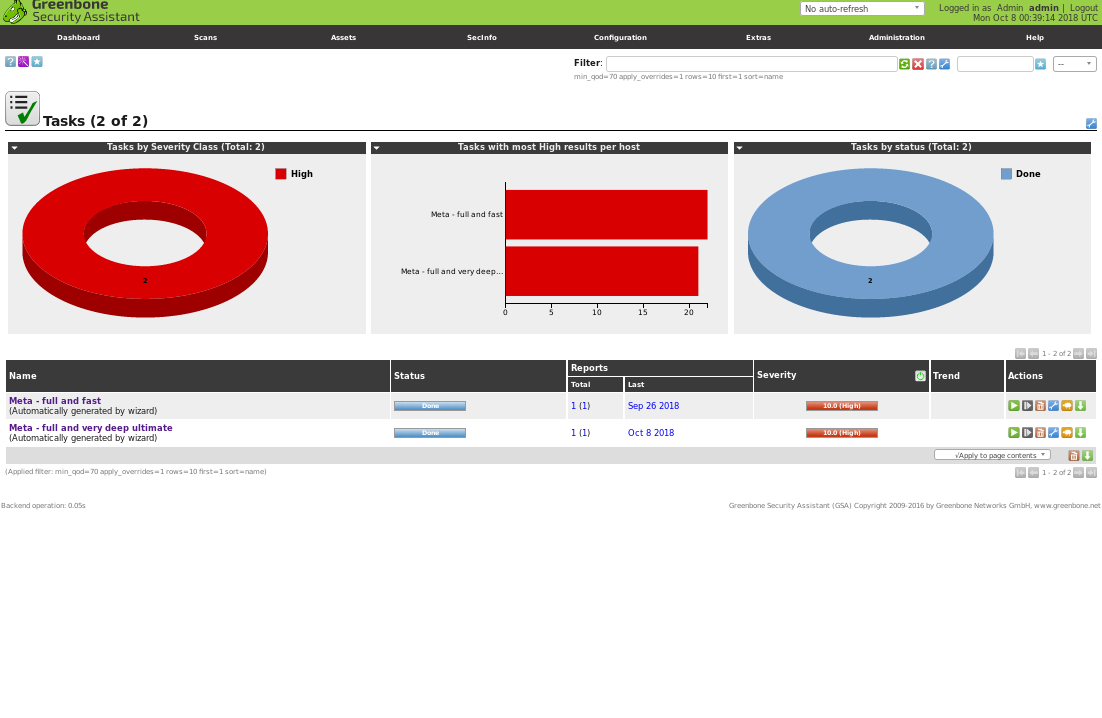 Greenbone
Security Assistant
No auto-refresh
Logged in as Admin admin | Logout
Mon Oct 8 00:39:14 2018 UTC
Dashboard Scans Assets SecInfo Configuration Extras Administration Help
Filter:
--
min_qod=70 apply_overrides=1 rows=10 first=1 sort=name
Tasks (2 of 2)
Tasks by Severity Class (Total: 2)
High
2
Tasks with most High results per host
Meta - full and fast
Meta - full and very deep...
0 5 10 15 20
Tasks by status (Total: 2)
Done
2
1 - 2 of 2
Name Status Reports Severity Trend Actions
Total Last
Meta - full and fast
(Automatically generated by wizard)
Done 1 (1) Sep 26 2018 10.0 (High)
Meta - full and very deep ultimate
(Automatically generated by wizard)
Done 1 (1) Oct 8 2018 10.0 (High)
√Apply to page contents
(Applied filter: min_qod=70 apply_overrides=1 rows=10 first=1 sort=name)
1 - 2 of 2
Backend operation: 0.05s
Greenbone Security Assistant (GSA) Copyright 2009-2016 by Greenbone Networks GmbH, www.greenbone.net